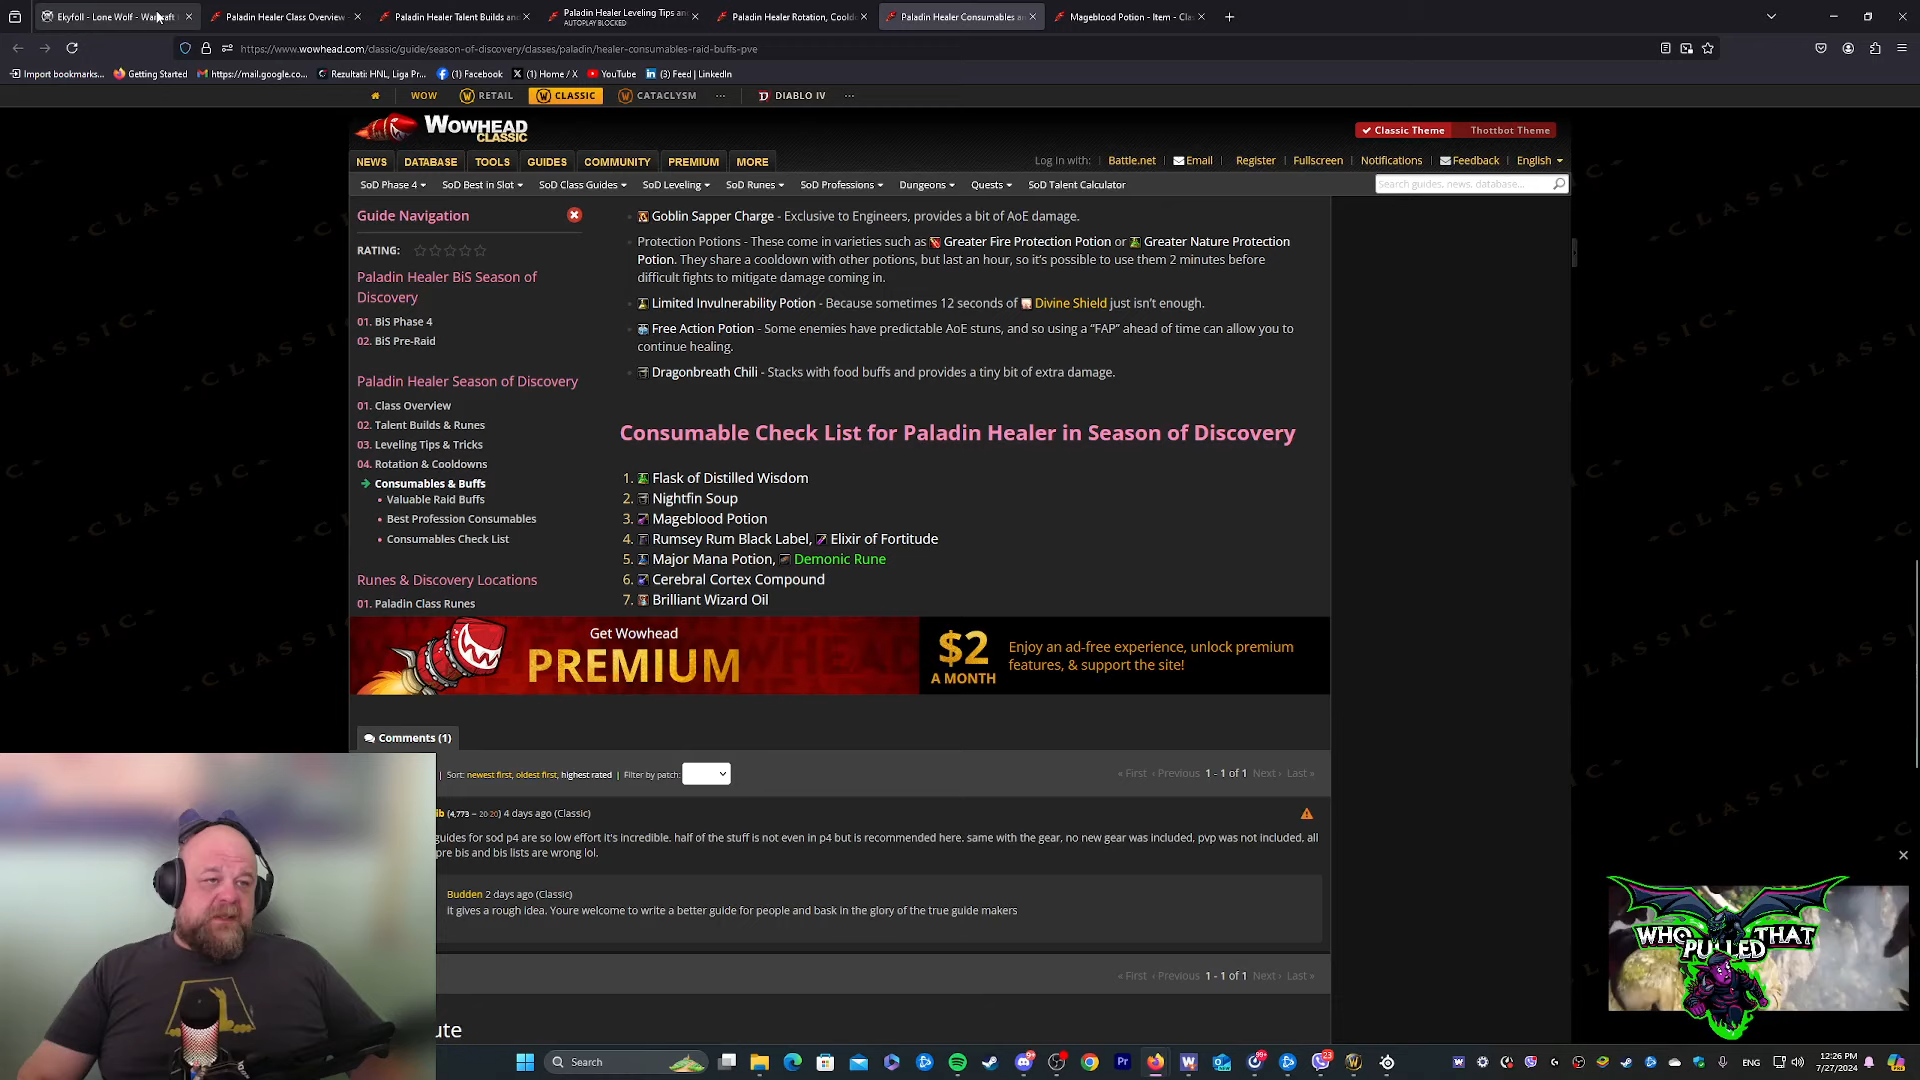 Ekyfoll - Lone Wolf - Warcraft
Paladin Healer Class Overview -
Paladin Healer Talent Builds and
Paladin Healer Leveling Tips and
AUTOPLAY BLOCKED
Paladin Healer Rotation, Coold
Paladin Healer Consumables an
Mageblood Potion - Item - Clas
https://www.wowhead.com/classic/guide/season-of-discovery/classes/paladin/healer-consumables-raid-buffs-pve
Import bookmarks...
Getting Started
https://mail.google.co...
Rezultati: HNL, Liga Pr...
(1) Facebook
(1) Home / X
YouTube
(3) Feed | LinkedIn
WOW
RETAIL
CLASSIC
CATACLYSM
...
DIABLO IV
...
WOWHEAD
CLASSIC
Classic Theme
Thottbot Theme
NEWS DATABASE TOOLS GUIDES COMMUNITY PREMIUM MORE
Log in with: Battle.net Email Register Fullscreen Notifications Feedback English
SoD Phase 4 SoD Best in Slot SoD Class Guides SoD Leveling SoD Runes SoD Professions Dungeons Quests SoD Talent Calculator
Search guides, news, database...
Guide Navigation
RATING:
Paladin Healer BiS Season of
Discovery
01. BiS Phase 4
02. BiS Pre-Raid
Paladin Healer Season of Discovery
01. Class Overview
02. Talent Builds & Runes
03. Leveling Tips & Tricks
04. Rotation & Cooldowns
Consumables & Buffs
• Valuable Raid Buffs
• Best Profession Consumables
• Consumables Check List
Runes & Discovery Locations
01. Paladin Class Runes
Goblin Sapper Charge - Exclusive to Engineers, provides a bit of AoE damage.
Protection Potions - These come in varieties such as Greater Fire Protection Potion or Greater Nature Protection
Potion. They share a cooldown with other potions, but last an hour, so it's possible to use them 2 minutes before
difficult fights to mitigate damage coming in.
Limited Invulnerability Potion - Because sometimes 12 seconds of Divine Shield just isn't enough.
Free Action Potion - Some enemies have predictable AoE stuns, and so using a "FAP" ahead of time can allow you to
continue healing.
Dragonbreath Chili - Stacks with food buffs and provides a tiny bit of extra damage.
Consumable Check List for Paladin Healer in Season of Discovery
1. Flask of Distilled Wisdom
2. Nightfin Soup
3. Mageblood Potion
4. Rumsey Rum Black Label, Elixir of Fortitude
5. Major Mana Potion, Demonic Rune
6. Cerebral Cortex Compound
7. Brilliant Wizard Oil
Get Wowhead
PREMIUM
$2
A MONTH
Enjoy an ad-free experience, unlock premium
features, & support the site!
Comments (1)
| Sort: newest first, oldest first, highest rated | Filter by patch:
« First ‹ Previous 1 - 1 of 1 Next › Last »
ib (4,773 – 20·20) 4 days ago (Classic)
guides for sod p4 are so low effort it's incredible. half of the stuff is not even in p4 but is recommended here. same with the gear, no new gear was included, pvp was not included, all
pre bis and bis lists are wrong lol.
Budden 2 days ago (Classic)
It gives a rough idea. Youre welcome to write a better guide for people and bask in the glory of the true guide makers
« First ‹ Previous 1 - 1 of 1 Next › Last »
ute
WHO PULLED THAT
Search
ENG
12:26 PM
7/27/2024